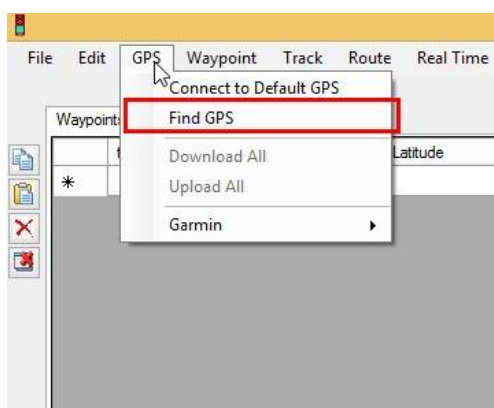 File Edit GPS Waypoint Track Route Real Time
Connect to Default GPS
Waypoints
Find GPS
Download All
Latitude
Upload All
Garmin